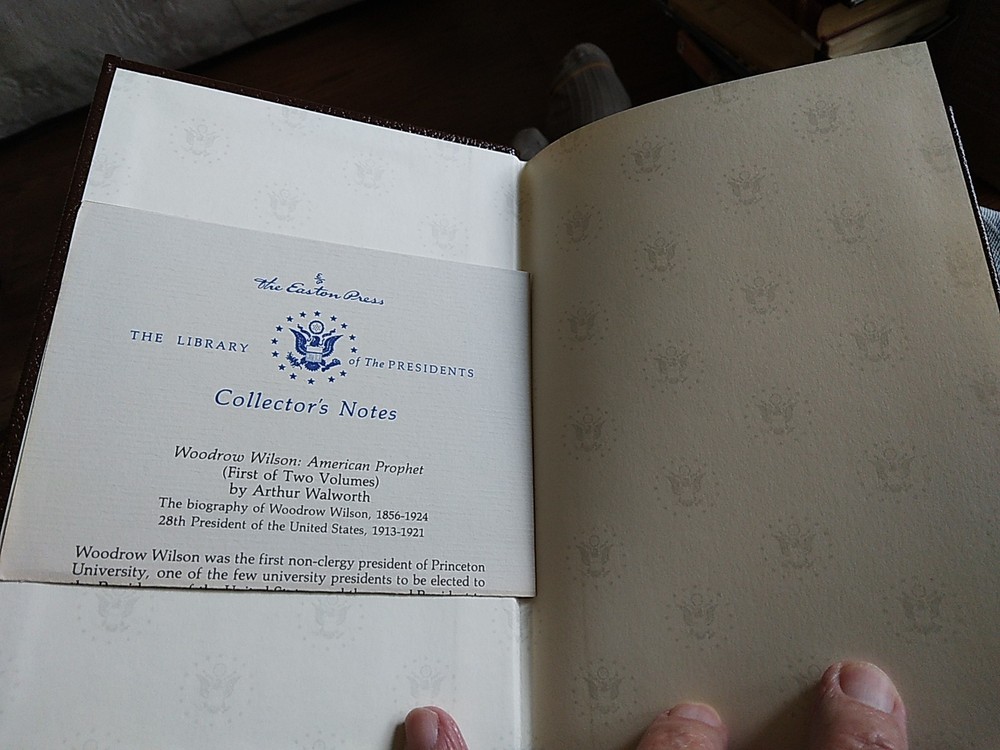 The Easton Press
THE LIBRARY of The PRESIDENTS
Collector's Notes
Woodrow Wilson: American Prophet
(First of Two Volumes)
by Arthur Walworth
The biography of Woodrow Wilson, 1856-1924
28th President of the United States, 1913-1921
Woodrow Wilson was the first non-clergy president of Princeton
University, one of the few university presidents to be elected to